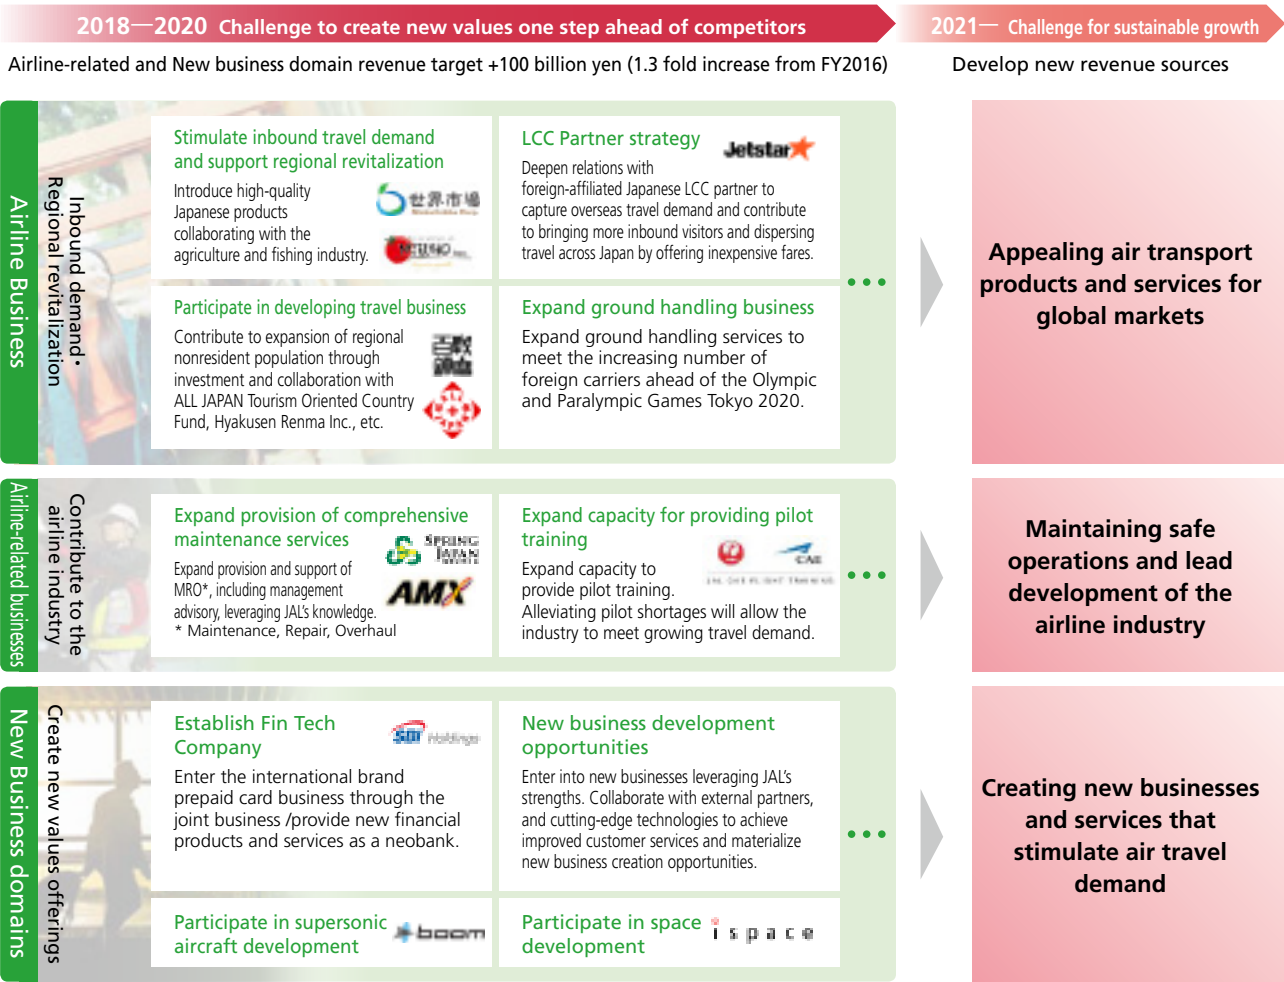 2018—2020 Challenge to create new values one step ahead of competitors
2021— Challenge for sustainable growth
Airline-related and New business domain revenue target +100 billion yen (1.3 fold increase from FY2016)
Develop new revenue sources
Airline Business
Inbound demand・
Regional revitalization
Stimulate inbound travel demand
and support regional revitalization
Introduce high-quality
Japanese products
collaborating with the
agriculture and fishing industry.
世界市場
LCC Partner strategy
Jetstar
Deepen relations with
foreign-affiliated Japanese LCC partner to
capture overseas travel demand and contribute
to bringing more inbound visitors and dispersing
travel across Japan by offering inexpensive fares.
Participate in developing travel business
Contribute to expansion of regional
nonresident population through
investment and collaboration with
ALL JAPAN Tourism Oriented Country
Fund, Hyakusen Renma Inc., etc.
百戦
錬磨
Expand ground handling business
Expand ground handling services to
meet the increasing number of
foreign carriers ahead of the Olympic
and Paralympic Games Tokyo 2020.
Appealing air transport
products and services for
global markets
Airline-related businesses
Contribute to the
airline industry
Expand provision of comprehensive
maintenance services
SPRING
JAPAN
Expand provision and support of
MRO*, including management
advisory, leveraging JAL's knowledge.
* Maintenance, Repair, Overhaul
AMX
Expand capacity for providing pilot
training
CAE
JAL CAE FLIGHT TRAINING
Expand capacity to
provide pilot training.
Alleviating pilot shortages will allow the
industry to meet growing travel demand.
Maintaining safe
operations and lead
development of the
airline industry
New Business domains
Create new values offerings
Establish Fin Tech
Company
SBI Holdings
Enter the international brand
prepaid card business through the
joint business /provide new financial
products and services as a neobank.
New business development
opportunities
Enter into new businesses leveraging JAL's
strengths. Collaborate with external partners,
and cutting-edge technologies to achieve
improved customer services and materialize
new business creation opportunities.
Participate in supersonic
aircraft development
boom
Participate in space
development
ispace
Creating new businesses
and services that
stimulate air travel
demand